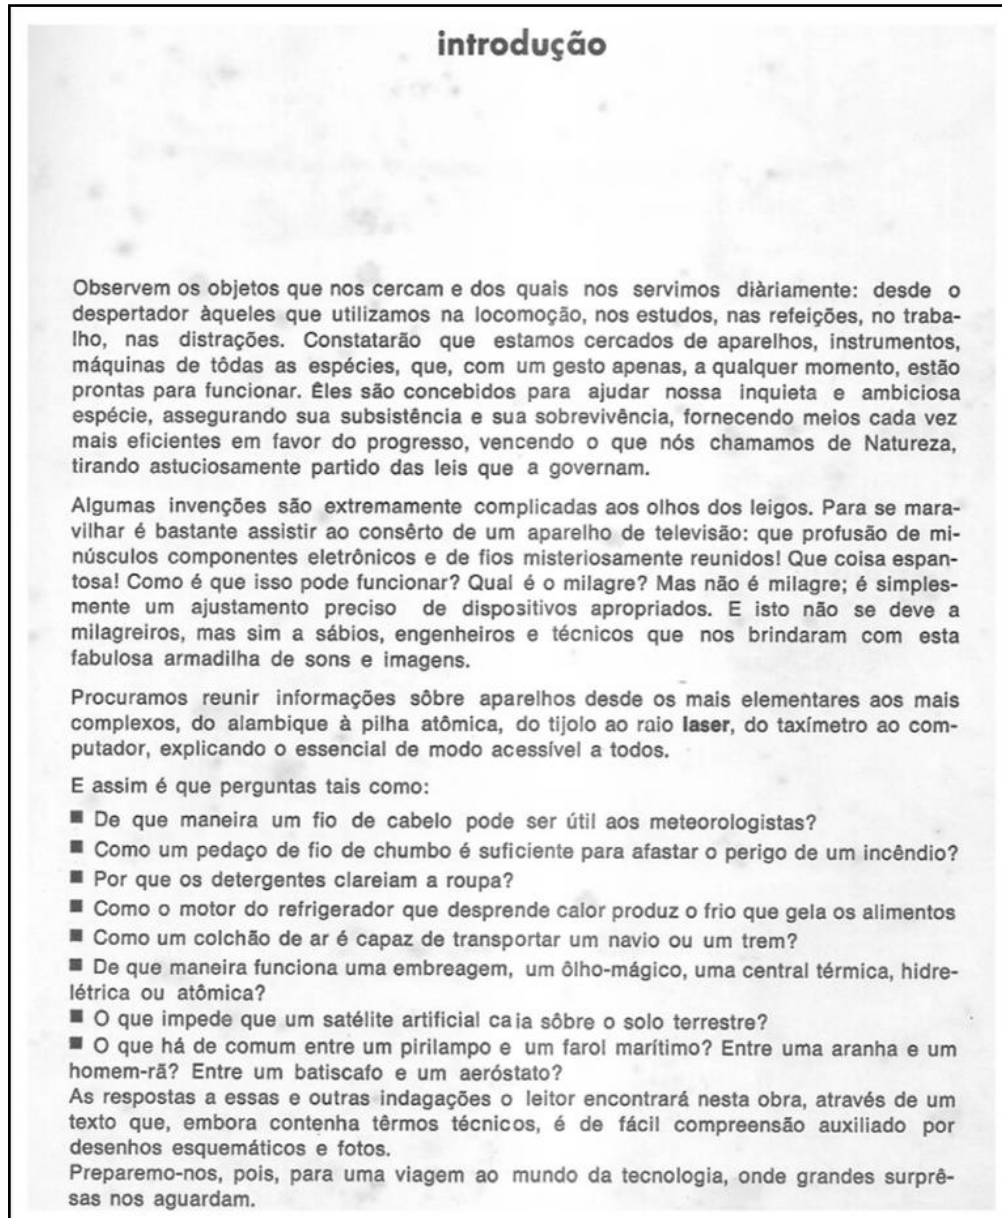 introdução
Observem os objetos que nos cercam e dos quais nos servimos diàriamente: desde o
despertador àqueles que utilizamos na locomoção, nos estudos, nas refeições, no traba-
lho, nas distrações. Constatarão que estamos cercados de aparelhos, instrumentos,
máquinas de tôdas as espécies, que, com um gesto apenas, a qualquer momento, estão
prontas para funcionar. Êles são concebidos para ajudar nossa inquieta e ambiciosa
espécie, assegurando sua subsistência e sua sobrevivência, fornecendo meios cada vez
mais eficientes em favor do progresso, vencendo o que nós chamamos de Natureza,
tirando astuciosamente partido das leis que a governam.
Algumas invenções são extremamente complicadas aos olhos dos leigos. Para se mara-
vilhar é bastante assistir ao consêrto de um aparelho de televisão: que profusão de mi-
núsculos componentes eletrônicos e de fios misteriosamente reunidos! Que coisa espan-
tosa! Como é que isso pode funcionar? Qual é o milagre? Mas não é milagre; é simples-
mente um ajustamento preciso de dispositivos apropriados. E isto não se deve a
milagreiros, mas sim a sábios, engenheiros e técnicos que nos brindaram com esta
fabulosa armadilha de sons e imagens.
Procuramos reunir informações sôbre aparelhos desde os mais elementares aos mais
complexos, do alambique à pilha atômica, do tijolo ao raio laser, do taxímetro ao com-
putador, explicando o essencial de modo acessível a todos.
E assim é que perguntas tais como:
■ De que maneira um fio de cabelo pode ser útil aos meteorologistas?
■ Como um pedaço de fio de chumbo é suficiente para afastar o perigo de um incêndio?
■ Por que os detergentes clareiam a roupa?
■ Como o motor do refrigerador que desprende calor produz o frio que gela os alimentos
■ Como um colchão de ar é capaz de transportar um navio ou um trem?
■ De que maneira funciona uma embreagem, um ôlho-mágico, uma central térmica, hidre-
létrica ou atômica?
■ O que impede que um satélite artificial caia sôbre o solo terrestre?
■ O que há de comum entre um pirilampo e um farol marítimo? Entre uma aranha e um
homem-rã? Entre um batiscafo e um aeróstato?
As respostas a essas e outras indagações o leitor encontrará nesta obra, através de um
texto que, embora contenha têrmos técnicos, é de fácil compreensão auxiliado por
desenhos esquemáticos e fotos.
Preparemo-nos, pois, para uma viagem ao mundo da tecnologia, onde grandes surprê-
sas nos aguardam.